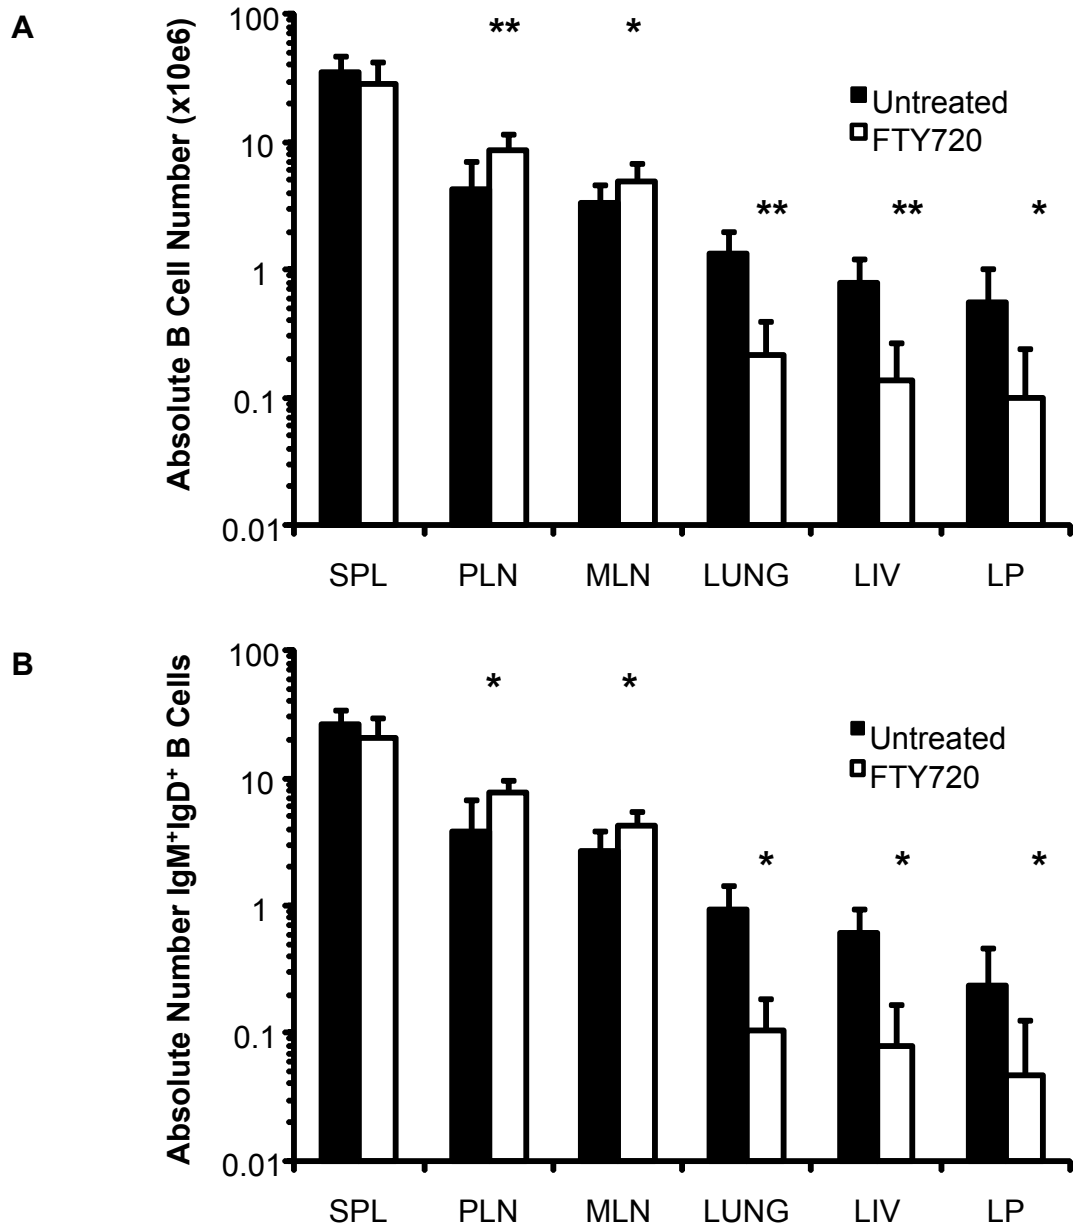 A
Absolute B Cell Number (x10e6)
100
10
1
0.1
0.01
** *
Untreated
FTY720
** ** *
SPL PLN MLN LUNG LIV LP
B
Absolute Number IgM⁺IgD⁺ B Cells
100
10
1
0.1
0.01
* *
Untreated
FTY720
* * *
SPL PLN MLN LUNG LIV LP